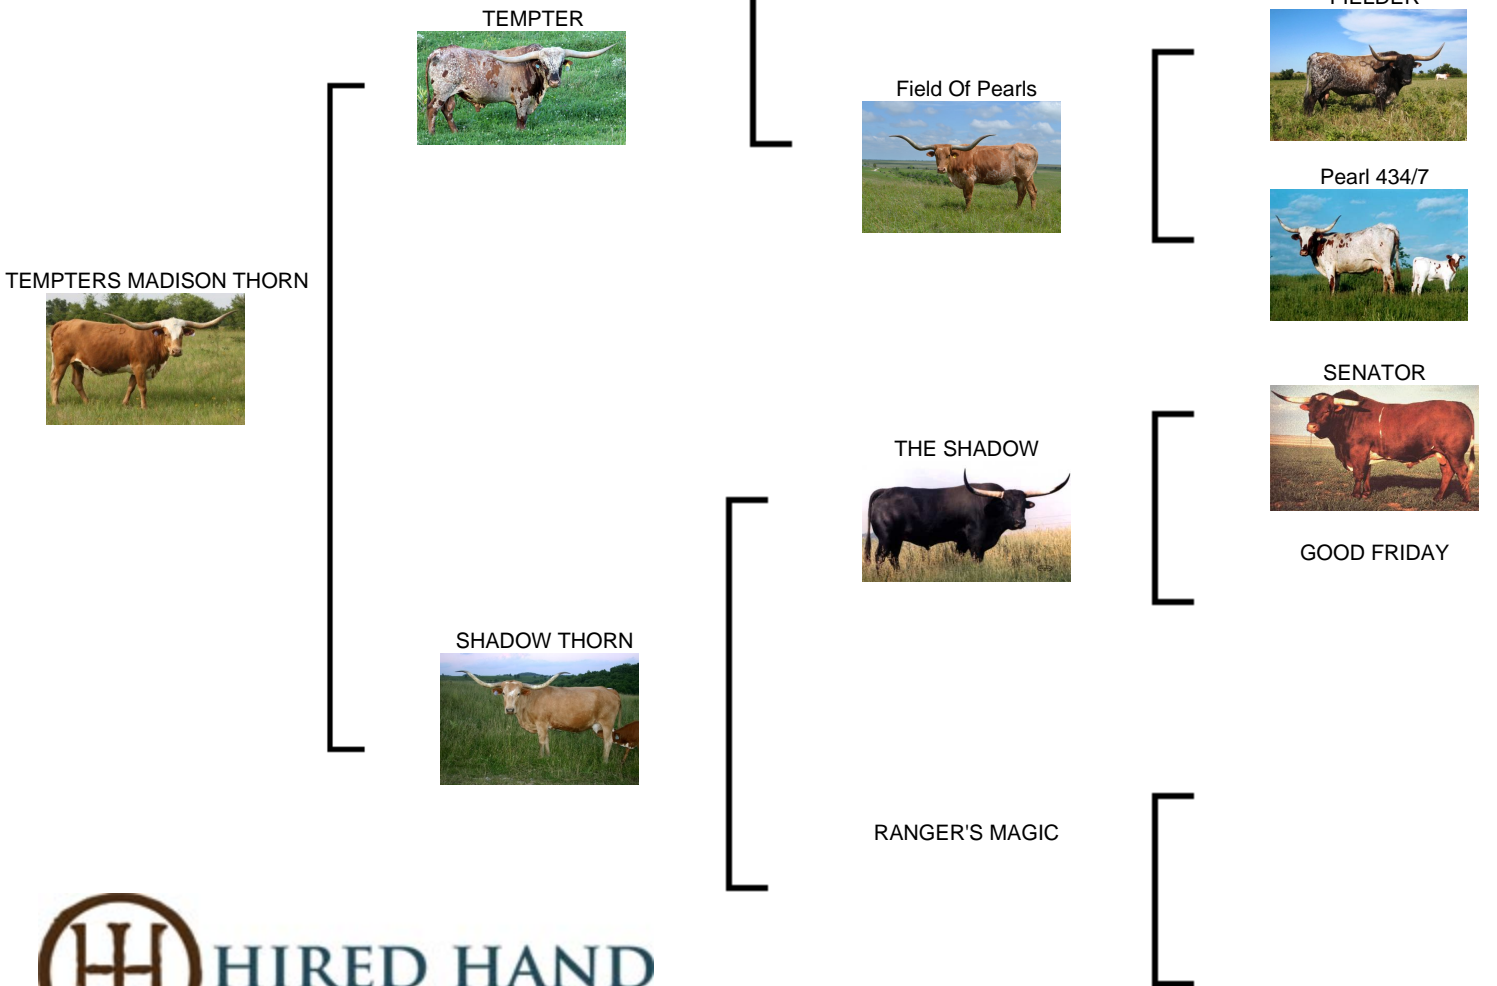 TEMPTER
FIELDER
Field Of Pearls
Pearl 434/7
TEMPTERS MADISON THORN
SENATOR
THE SHADOW
GOOD FRIDAY
SHADOW THORN
RANGER'S MAGIC
HIRED HAND